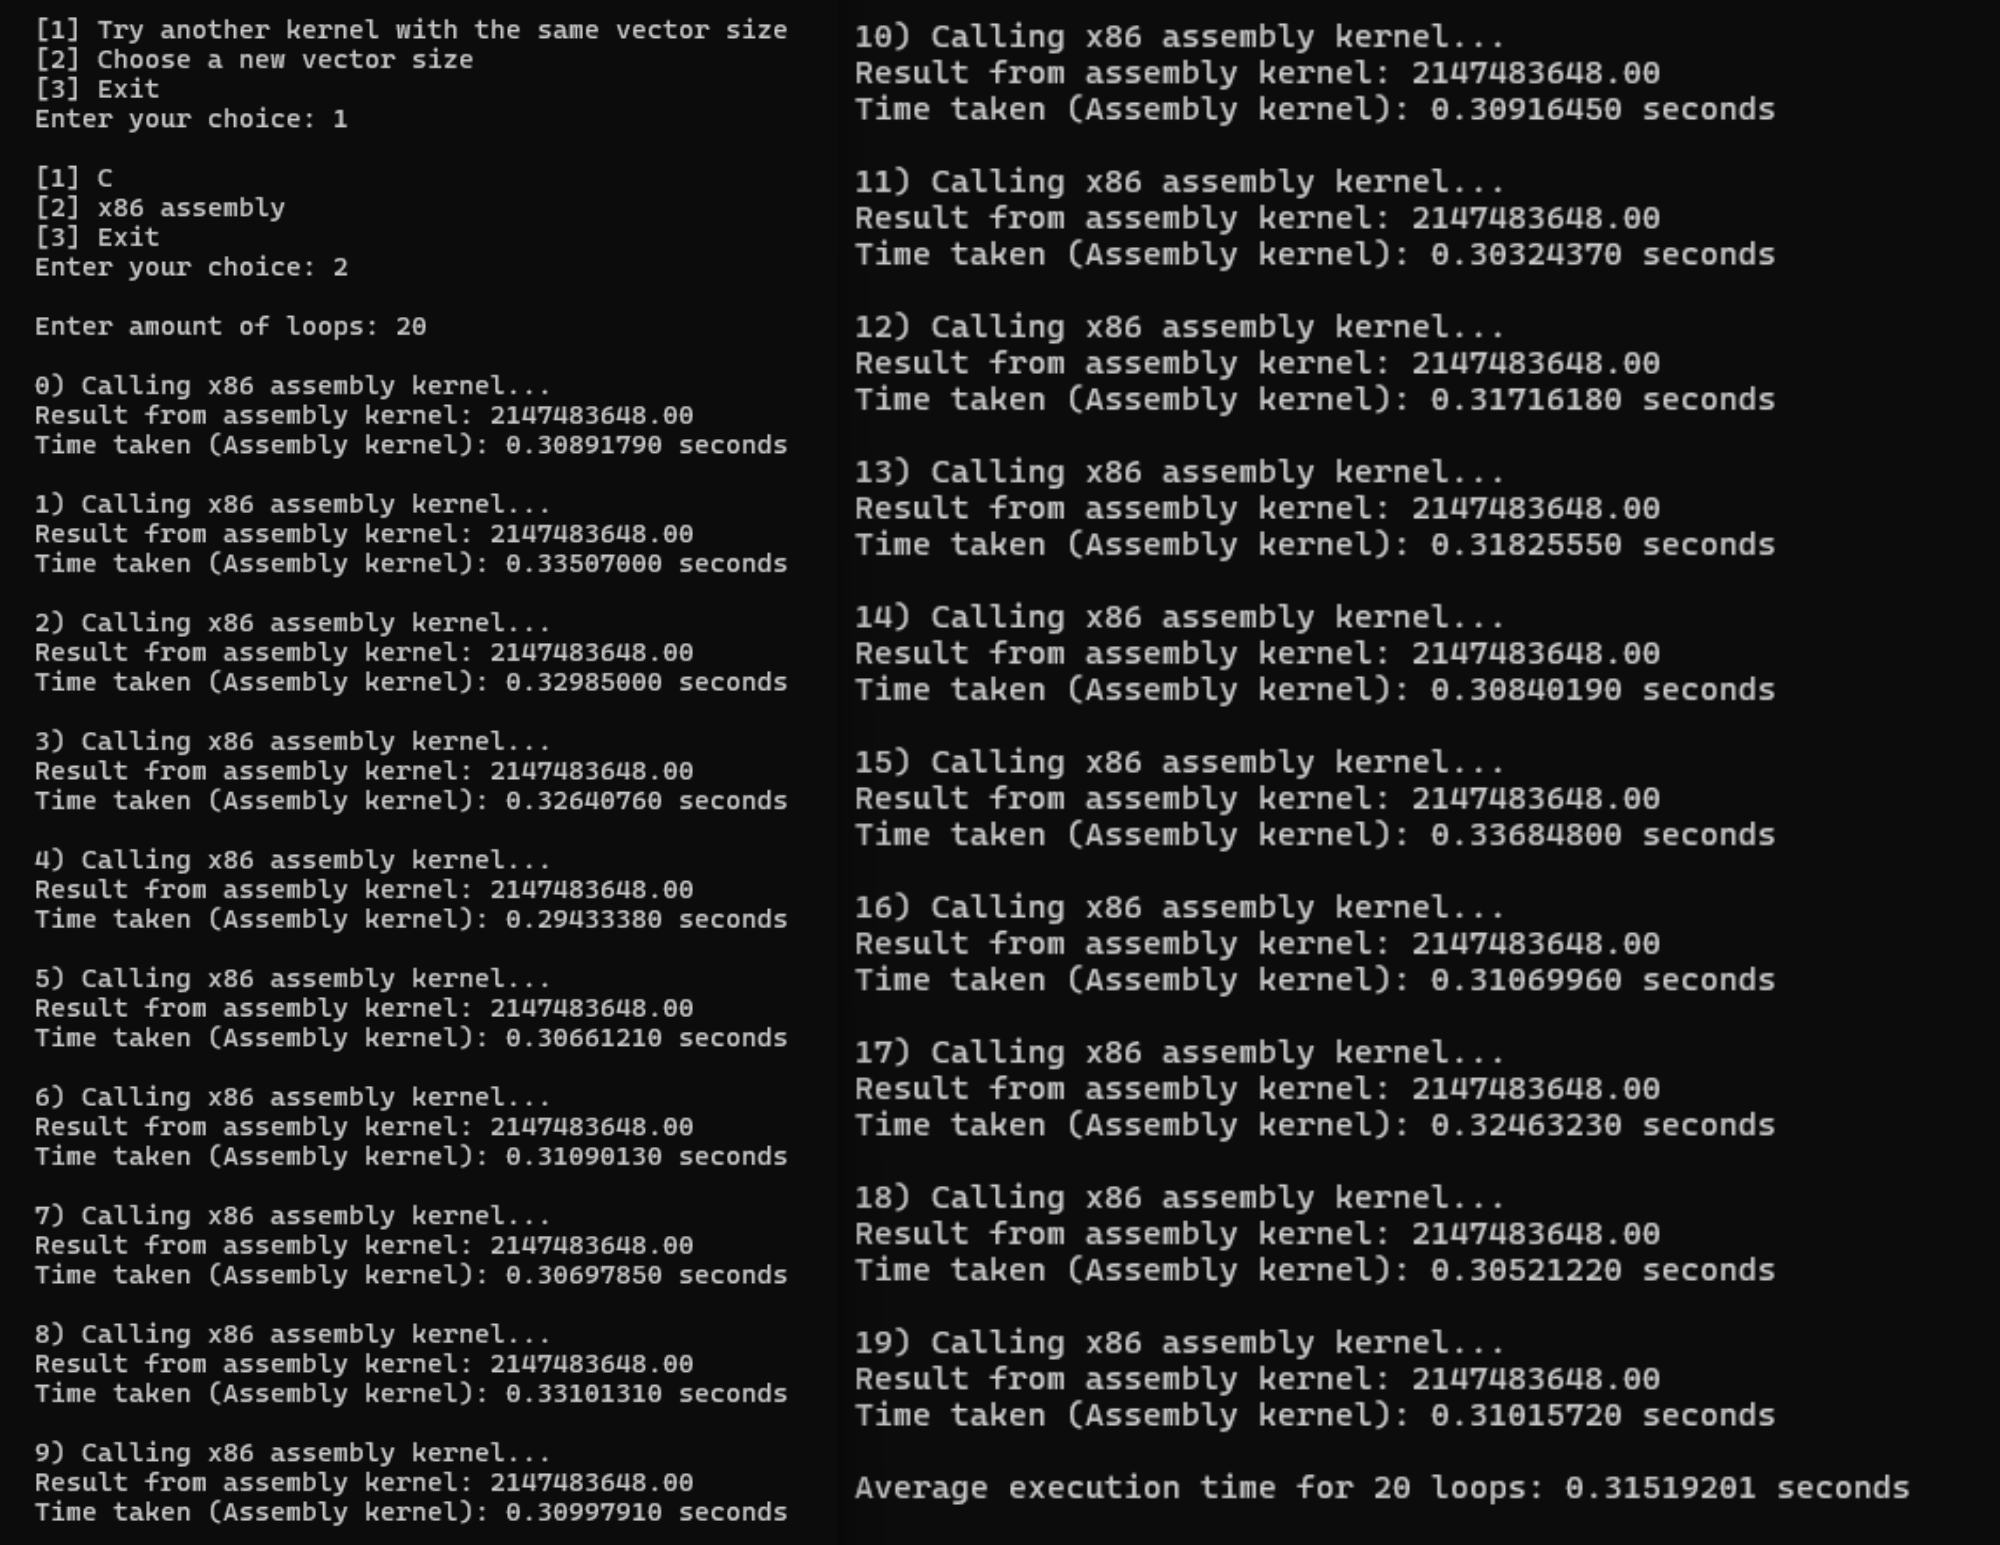 [1] Try another kernel with the same vector size
[2] Choose a new vector size
[3] Exit
Enter your choice: 1
[1] C
[2] x86 assembly
[3] Exit
Enter your choice: 2
Enter amount of loops: 20
0) Calling x86 assembly kernel...
Result from assembly kernel: 2147483648.00
Time taken (Assembly kernel): 0.30891790 seconds
1) Calling x86 assembly kernel...
Result from assembly kernel: 2147483648.00
Time taken (Assembly kernel): 0.33507000 seconds
2) Calling x86 assembly kernel...
Result from assembly kernel: 2147483648.00
Time taken (Assembly kernel): 0.32985000 seconds
3) Calling x86 assembly kernel...
Result from assembly kernel: 2147483648.00
Time taken (Assembly kernel): 0.32640760 seconds
4) Calling x86 assembly kernel...
Result from assembly kernel: 2147483648.00
Time taken (Assembly kernel): 0.29433380 seconds
5) Calling x86 assembly kernel...
Result from assembly kernel: 2147483648.00
Time taken (Assembly kernel): 0.30661210 seconds
6) Calling x86 assembly kernel...
Result from assembly kernel: 2147483648.00
Time taken (Assembly kernel): 0.31090130 seconds
7) Calling x86 assembly kernel...
Result from assembly kernel: 2147483648.00
Time taken (Assembly kernel): 0.30697850 seconds
8) Calling x86 assembly kernel...
Result from assembly kernel: 2147483648.00
Time taken (Assembly kernel): 0.33101310 seconds
9) Calling x86 assembly kernel...
Result from assembly kernel: 2147483648.00
Time taken (Assembly kernel): 0.30997910 seconds
10) Calling x86 assembly kernel...
Result from assembly kernel: 2147483648.00
Time taken (Assembly kernel): 0.30916450 seconds
11) Calling x86 assembly kernel...
Result from assembly kernel: 2147483648.00
Time taken (Assembly kernel): 0.30324370 seconds
12) Calling x86 assembly kernel...
Result from assembly kernel: 2147483648.00
Time taken (Assembly kernel): 0.31716180 seconds
13) Calling x86 assembly kernel...
Result from assembly kernel: 2147483648.00
Time taken (Assembly kernel): 0.31825550 seconds
14) Calling x86 assembly kernel...
Result from assembly kernel: 2147483648.00
Time taken (Assembly kernel): 0.30840190 seconds
15) Calling x86 assembly kernel...
Result from assembly kernel: 2147483648.00
Time taken (Assembly kernel): 0.33684800 seconds
16) Calling x86 assembly kernel...
Result from assembly kernel: 2147483648.00
Time taken (Assembly kernel): 0.31069960 seconds
17) Calling x86 assembly kernel...
Result from assembly kernel: 2147483648.00
Time taken (Assembly kernel): 0.32463230 seconds
18) Calling x86 assembly kernel...
Result from assembly kernel: 2147483648.00
Time taken (Assembly kernel): 0.30521220 seconds
19) Calling x86 assembly kernel...
Result from assembly kernel: 2147483648.00
Time taken (Assembly kernel): 0.31015720 seconds
Average execution time for 20 loops: 0.31519201 seconds